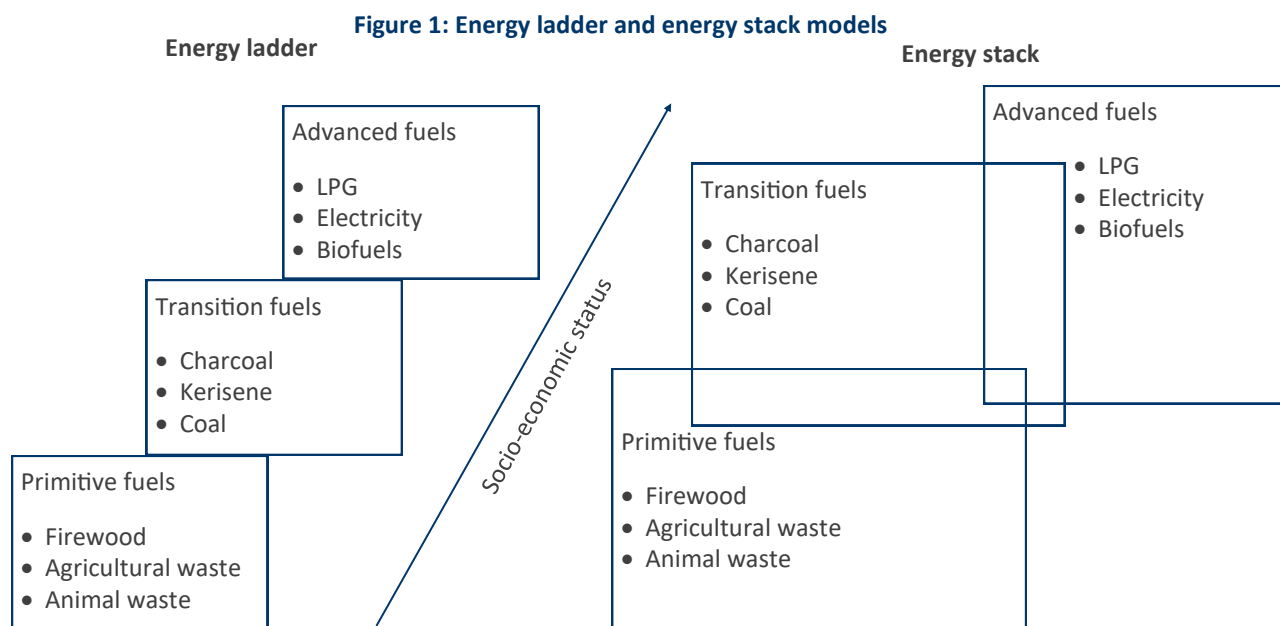 Figure 1: Energy ladder and energy stack models
Energy ladder
Advanced fuels
• LPG
• Electricity
• Biofuels
Transition fuels
• Charcoal
• Kerisene
• Coal
Primitive fuels
• Firewood
• Agricultural waste
• Animal waste
Socio-economic status
Energy stack
Advanced fuels
• LPG
• Electricity
• Biofuels
Transition fuels
• Charcoal
• Kerisene
• Coal
Primitive fuels
• Firewood
• Agricultural waste
• Animal waste